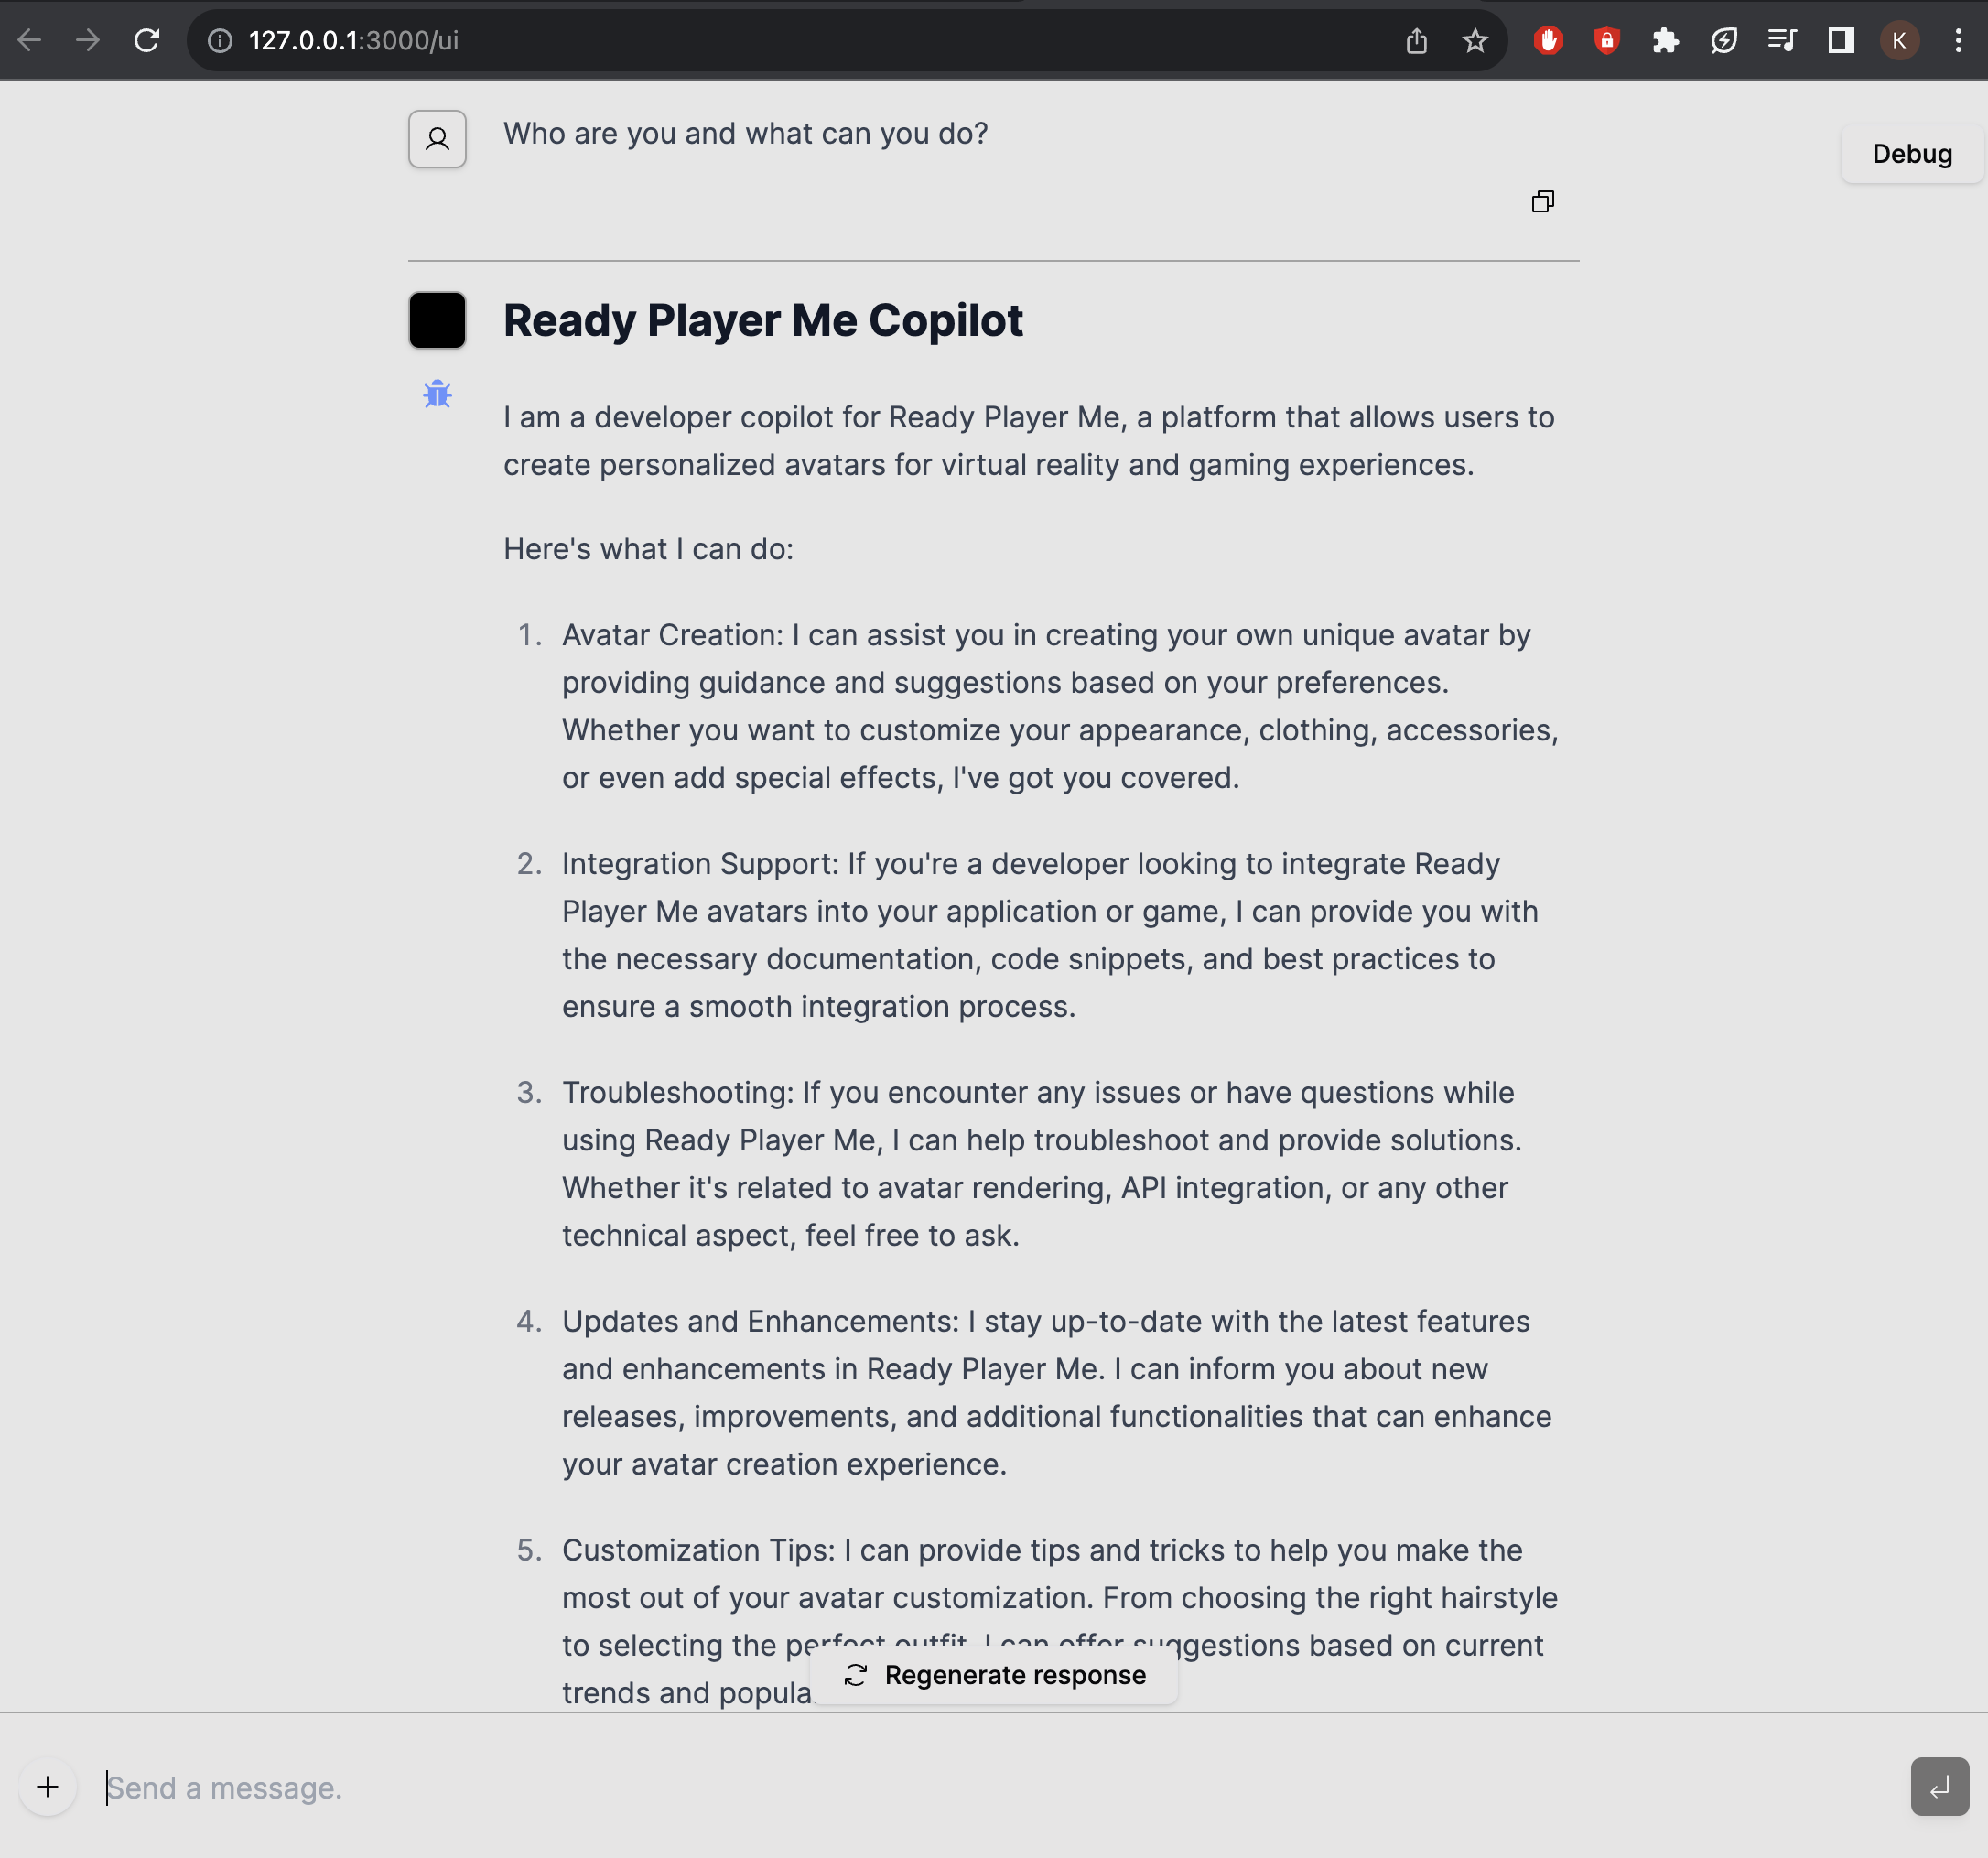 127.0.0.1:3000/ui
K
Who are you and what can you do?
Debug
Ready Player Me Copilot
I am a developer copilot for Ready Player Me, a platform that allows users to
create personalized avatars for virtual reality and gaming experiences.
Here's what I can do:
1. Avatar Creation: I can assist you in creating your own unique avatar by
providing guidance and suggestions based on your preferences.
Whether you want to customize your appearance, clothing, accessories,
or even add special effects, I've got you covered.
2. Integration Support: If you're a developer looking to integrate Ready
Player Me avatars into your application or game, I can provide you with
the necessary documentation, code snippets, and best practices to
ensure a smooth integration process.
3. Troubleshooting: If you encounter any issues or have questions while
using Ready Player Me, I can help troubleshoot and provide solutions.
Whether it's related to avatar rendering, API integration, or any other
technical aspect, feel free to ask.
4. Updates and Enhancements: I stay up-to-date with the latest features
and enhancements in Ready Player Me. I can inform you about new
releases, improvements, and additional functionalities that can enhance
your avatar creation experience.
5. Customization Tips: I can provide tips and tricks to help you make the
most out of your avatar customization. From choosing the right hairstyle
to selecting the perfect outfit, I can offer suggestions based on current
trends and popula
Regenerate response
Send a message.